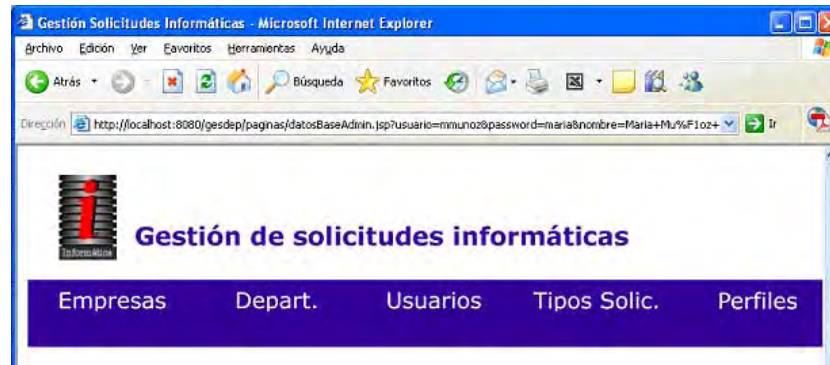 Gestión Solicitudes Informáticas - Microsoft Internet Explorer
Archivo Edición Ver Favoritos Herramientas Ayuda
Atrás Búsqueda Favoritos
Dirección http://localhost:8080/gesdep/paginas/datosBaseAdmin.jsp?usuario=mmunoz&password=maria&nombre=Maria+Mu%F1oz+ Ir
Informática
Gestión de solicitudes informáticas
Empresas Depart. Usuarios Tipos Solic. Perfiles